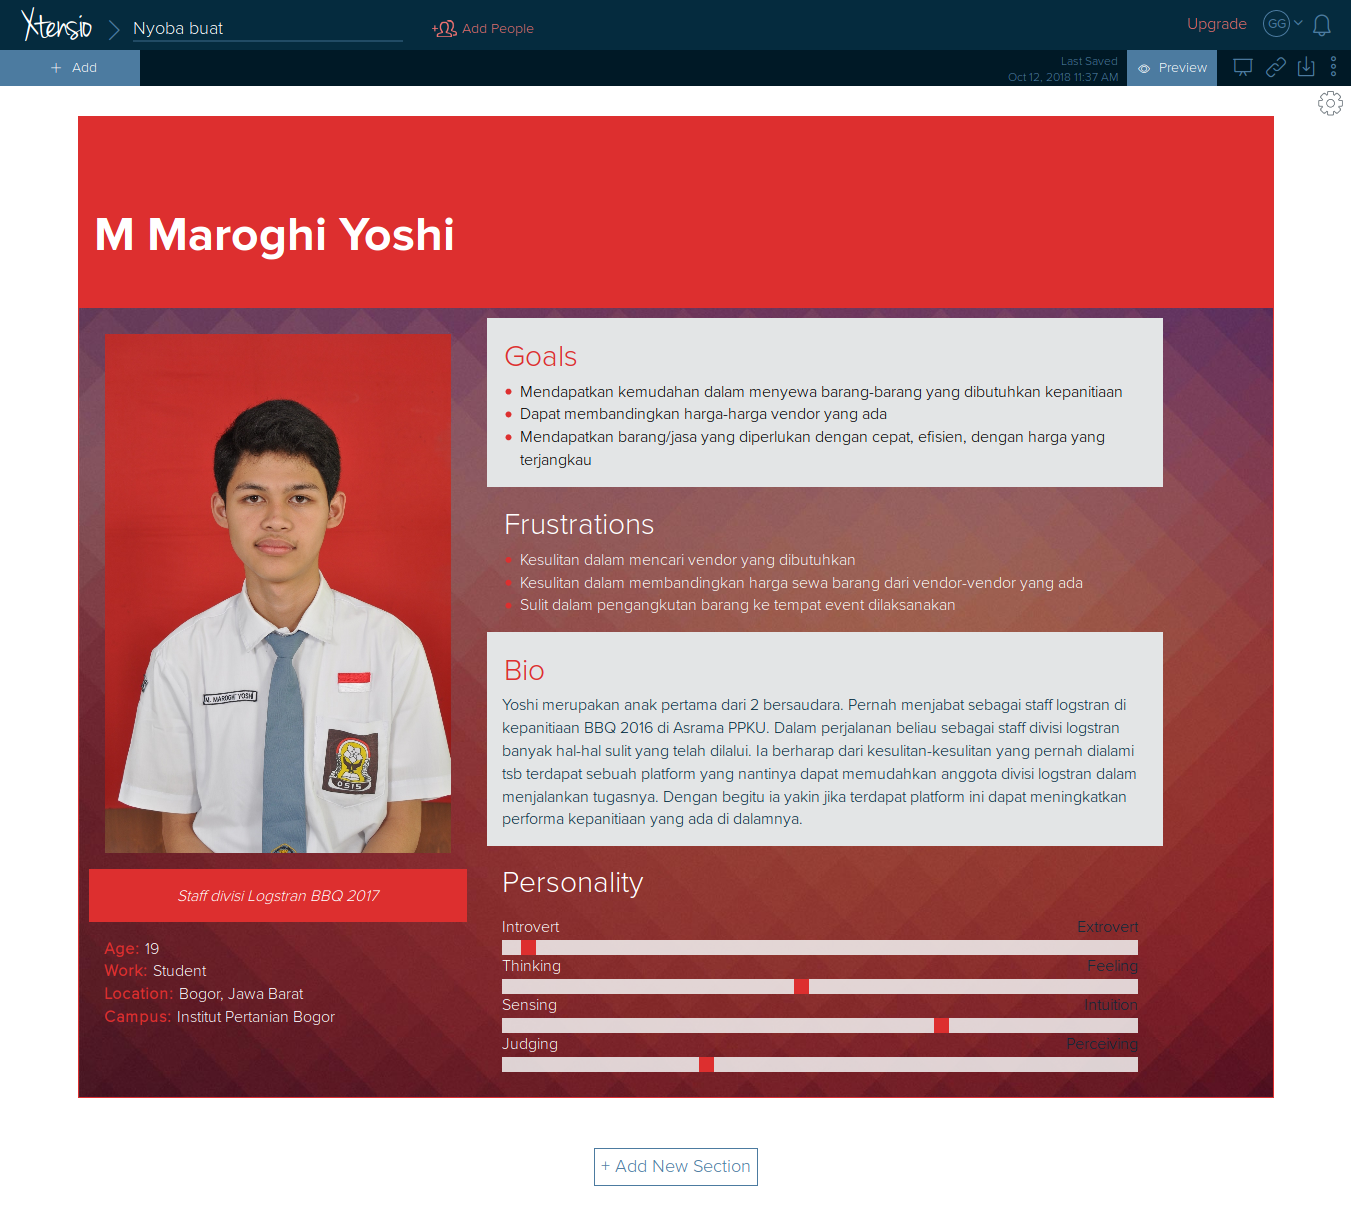 Xtensio
Nyoba buat
Add People
Upgrade
GG
+ Add
Last Saved
Oct 12, 2018 11:37 AM
Preview
M Maroghi Yoshi
M. MAROGHI YOSHI
OSIS
Staff divisi Logstran BBQ 2017
Age: 19
Work: Student
Location: Bogor, Jawa Barat
Campus: Institut Pertanian Bogor
Goals
Mendapatkan kemudahan dalam menyewa barang-barang yang dibutuhkan kepanitiaan
Dapat membandingkan harga-harga vendor yang ada
Mendapatkan barang/jasa yang diperlukan dengan cepat, efisien, dengan harga yang
terjangkau
Frustrations
Kesulitan dalam mencari vendor yang dibutuhkan
Kesulitan dalam membandingkan harga sewa barang dari vendor-vendor yang ada
Sulit dalam pengangkutan barang ke tempat event dilaksanakan
Bio
Yoshi merupakan anak pertama dari 2 bersaudara. Pernah menjabat sebagai staff logstran di
kepanitiaan BBQ 2016 di Asrama PPKU. Dalam perjalanan beliau sebagai staff divisi logstran
banyak hal-hal sulit yang telah dilalui. Ia berharap dari kesulitan-kesulitan yang pernah dialami
tsb terdapat sebuah platform yang nantinya dapat memudahkan anggota divisi logstran dalam
menjalankan tugasnya. Dengan begitu ia yakin jika terdapat platform ini dapat meningkatkan
performa kepanitiaan yang ada di dalamnya.
Personality
Introvert Extrovert
Thinking Feeling
Sensing Intuition
Judging Perceiving
+ Add New Section